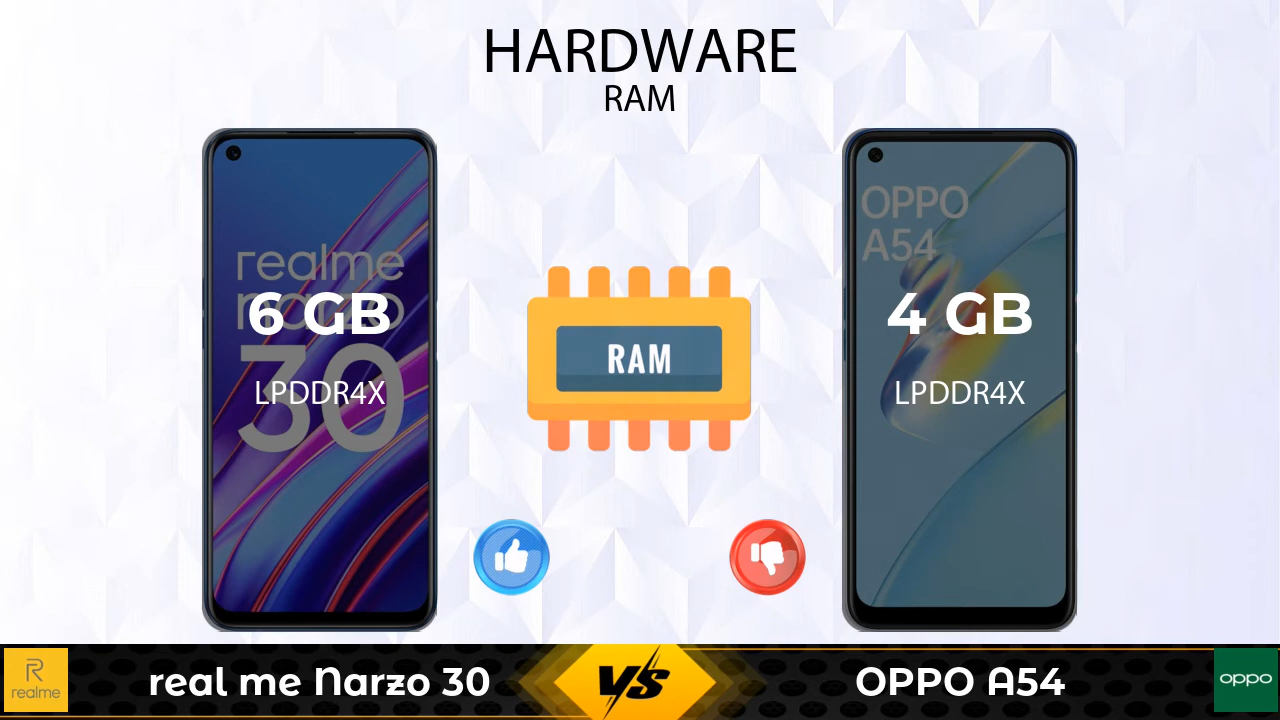 HARDWARE
RAM
realme
narzo
30
6 GB
LPDDR4X
RAM
OPPO
A54
4 GB
LPDDR4X
R
realme
real me Narzo 30
VS
OPPO A54
oppo